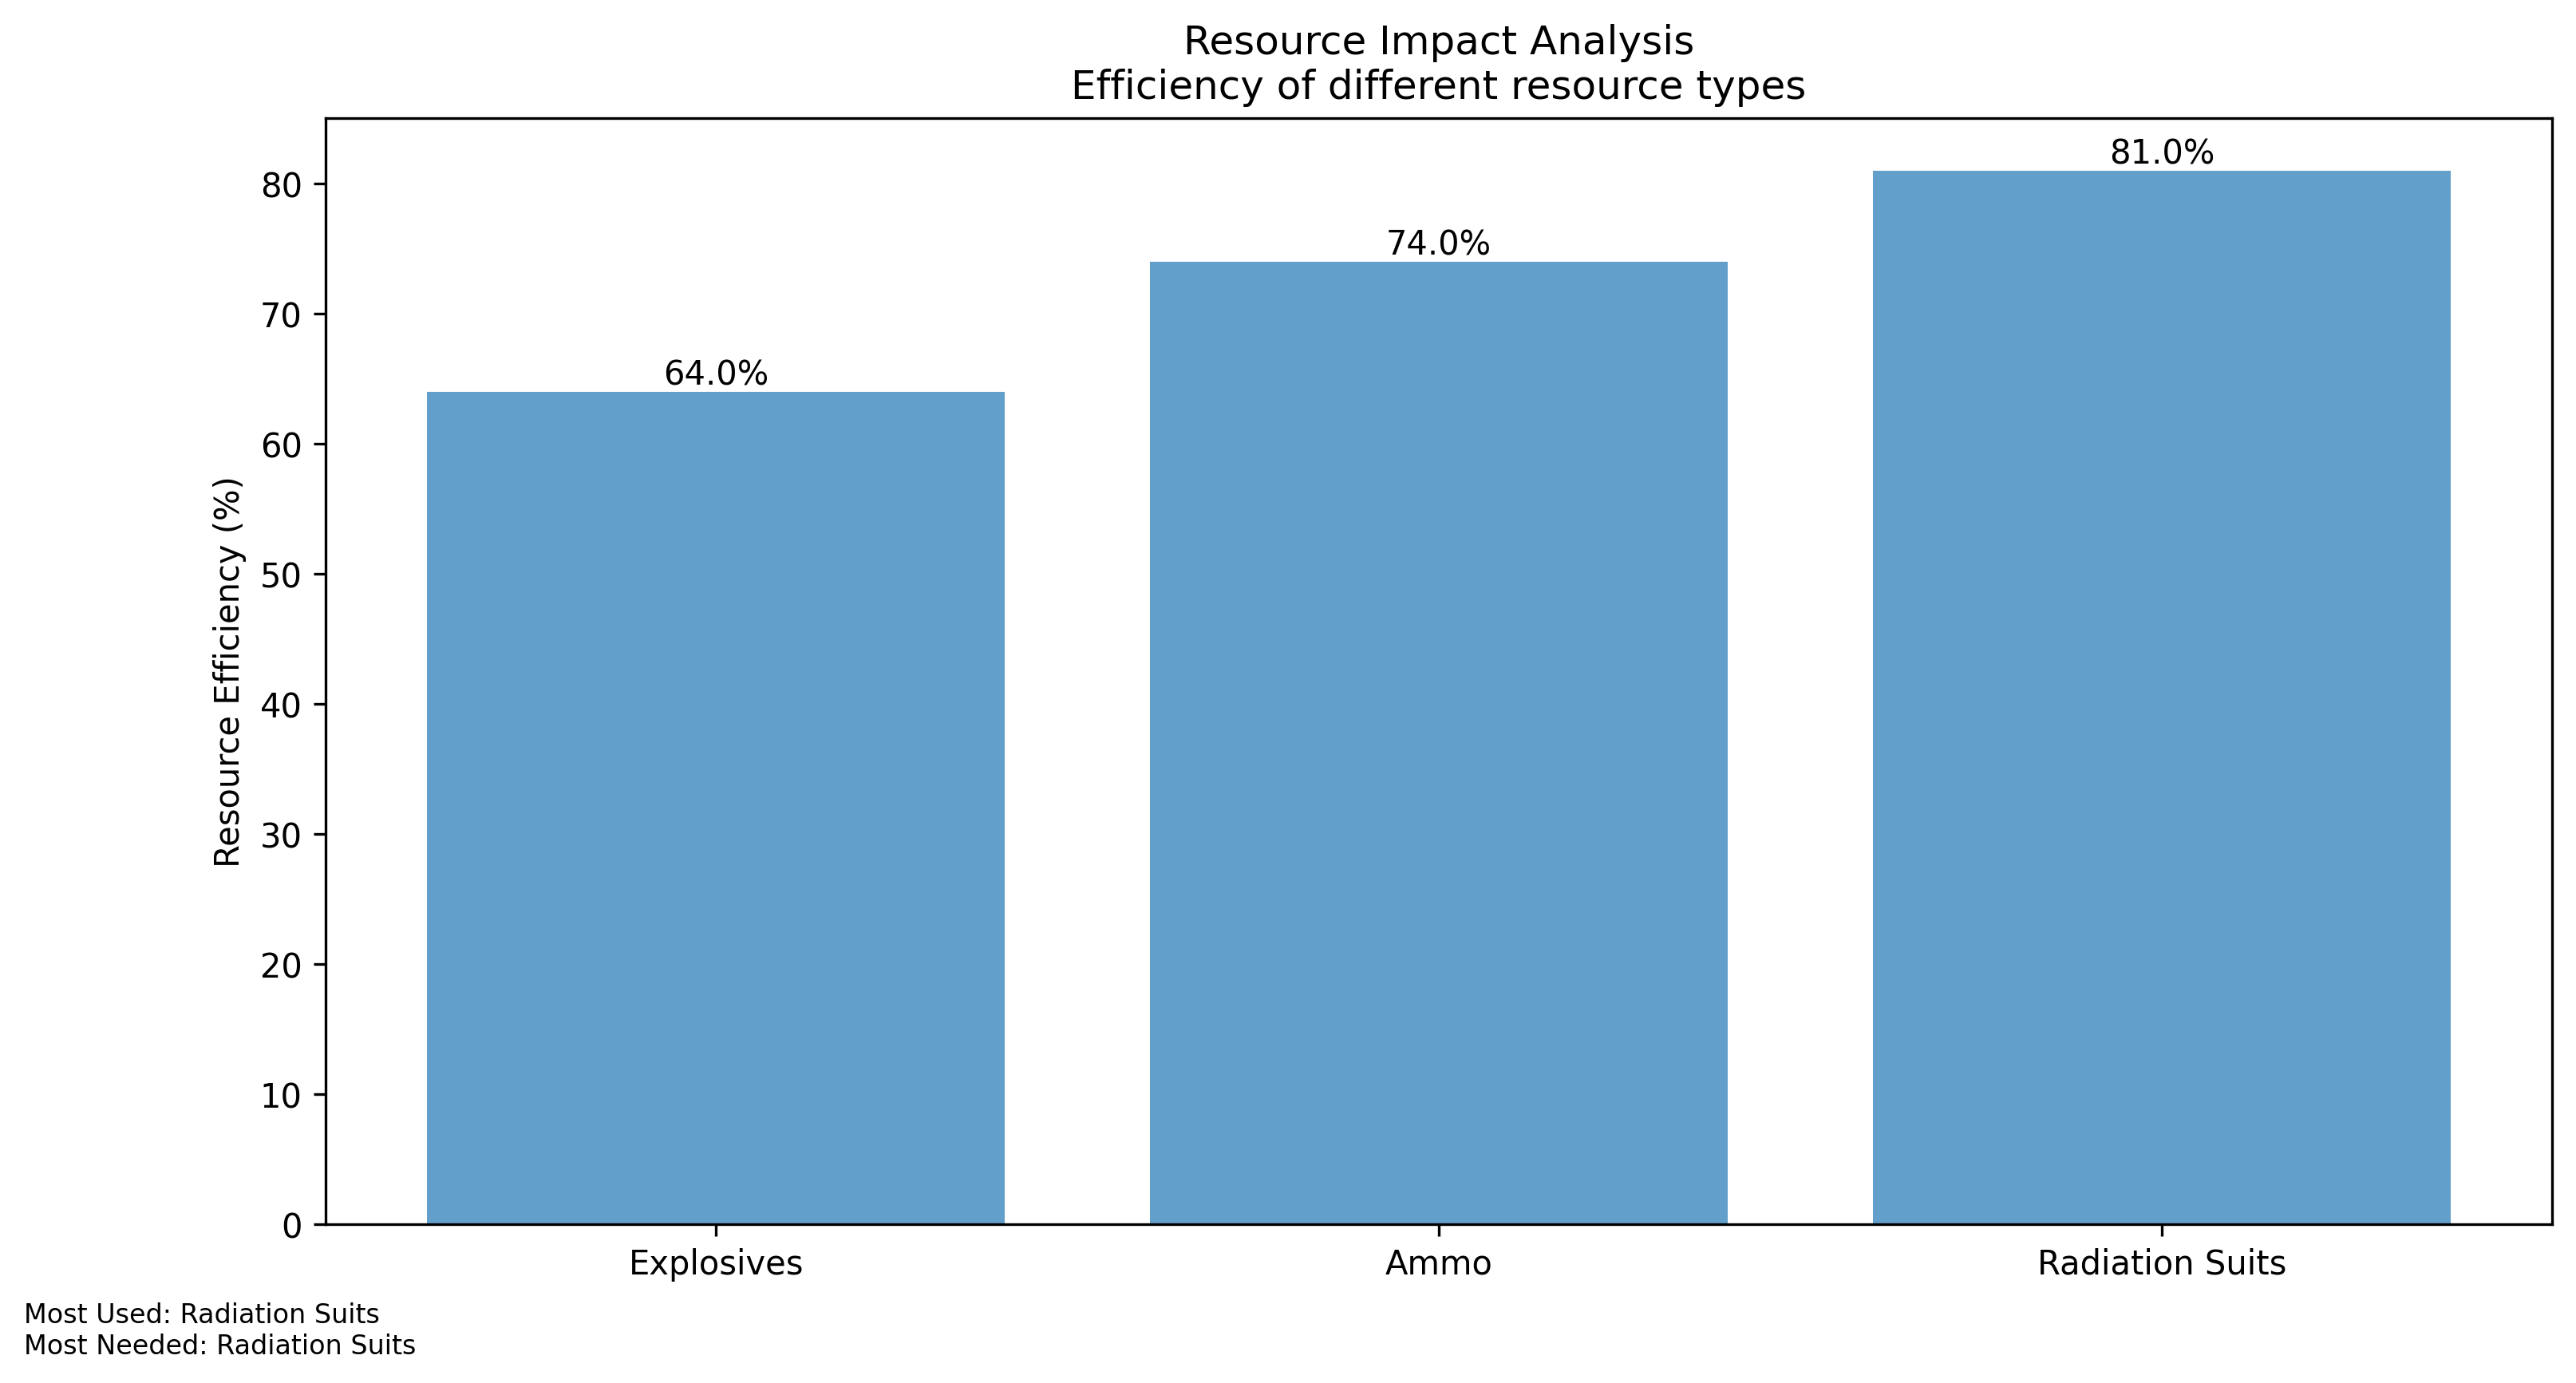 Resource Impact Analysis
Efficiency of different resource types
Resource Efficiency (%)
80
70
60
50
40
30
20
10
0
64.0%
74.0%
81.0%
Explosives
Ammo
Radiation Suits
Most Used: Radiation Suits
Most Needed: Radiation Suits